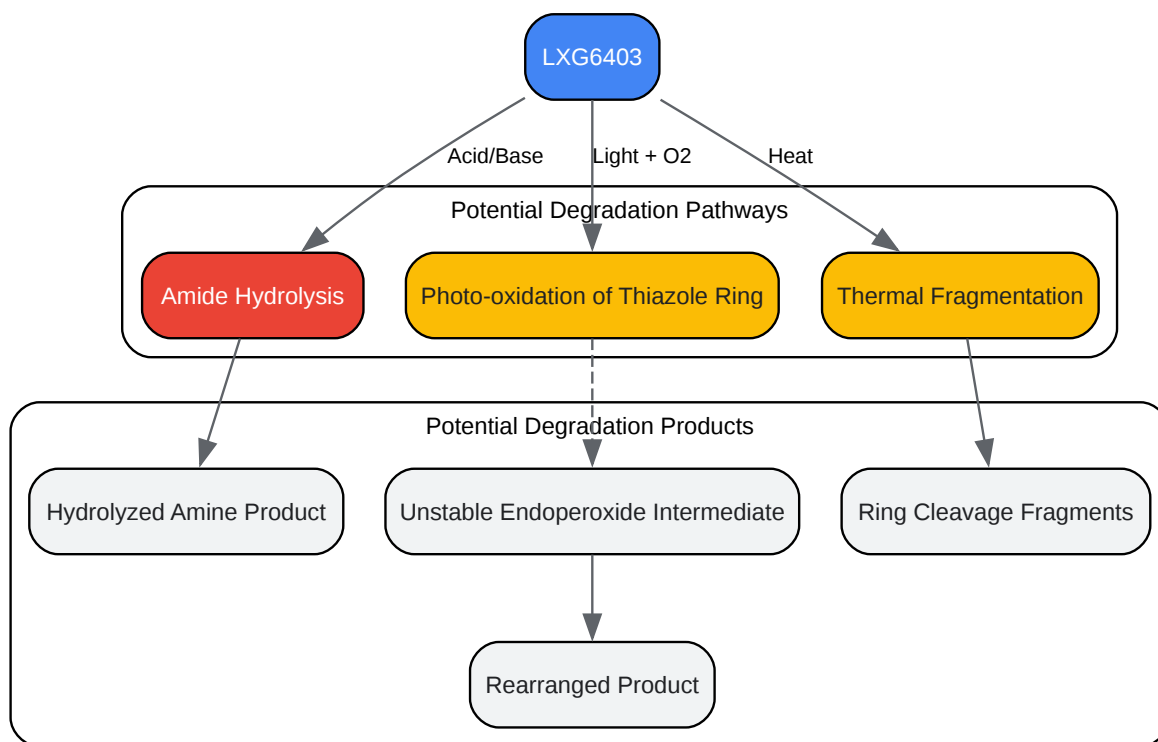 LXG6403
Acid/Base
Light + O2
Heat
Potential Degradation Pathways
Amide Hydrolysis
Photo-oxidation of Thiazole Ring
Thermal Fragmentation
Potential Degradation Products
Hydrolyzed Amine Product
Unstable Endoperoxide Intermediate
Ring Cleavage Fragments
Rearranged Product